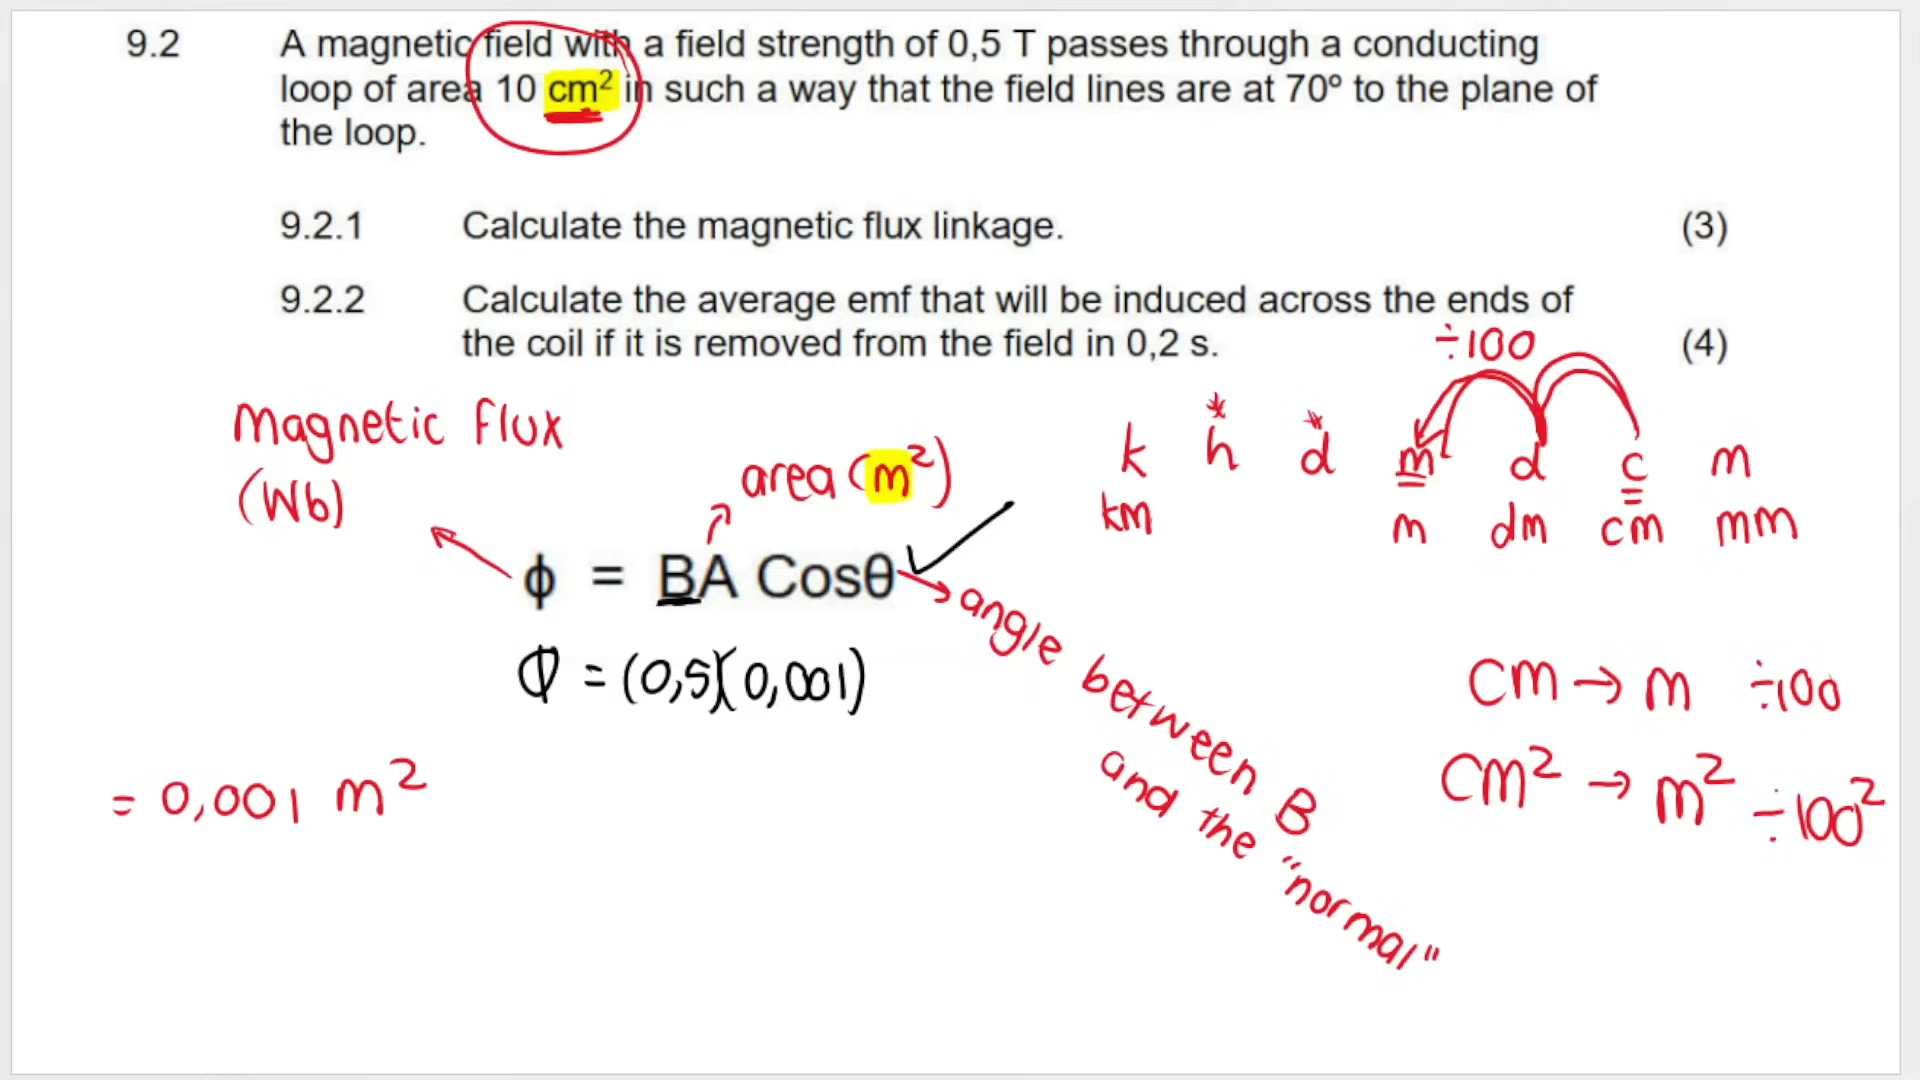 9.2 A magnetic field with a field strength of 0,5 T passes through a conducting
loop of area 10 cm² in such a way that the field lines are at 70º to the plane of
the loop.
9.2.1 Calculate the magnetic flux linkage. (3)
9.2.2 Calculate the average emf that will be induced across the ends of
the coil if it is removed from the field in 0,2 s. (4)
÷100
Magnetic flux
(Wb)
area (m²)
k h d m d c m
km m dm cm mm
* *
ϕ = BA Cosθ
angle between B
and the "normal"
Φ = (0,5)(0,001)
cm → m ÷100
cm² → m² ÷100²
= 0,001 m²